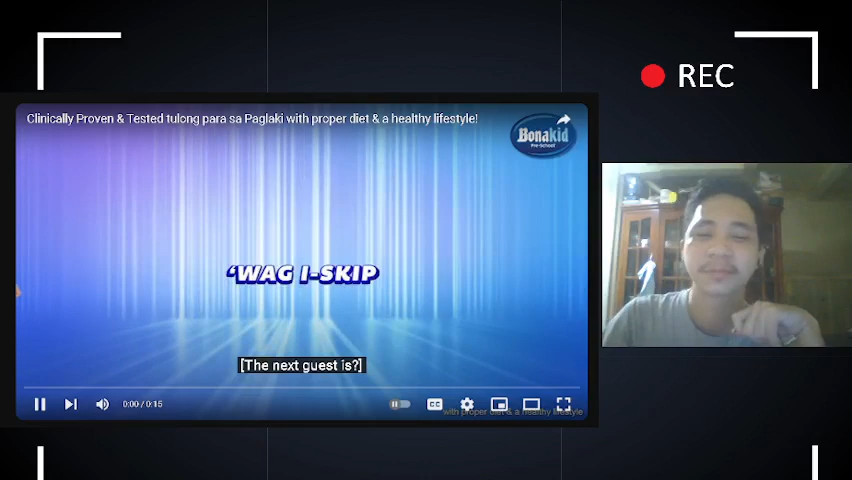 REC
Clinically Proven & Tested tulong para sa Paglaki with proper diet & a healthy lifestyle!
Bonakid
Pre-School
‘WAG I-SKIP
[The next guest is?]
0:00 / 0:15
CC
with proper diet & a healthy lifestyle